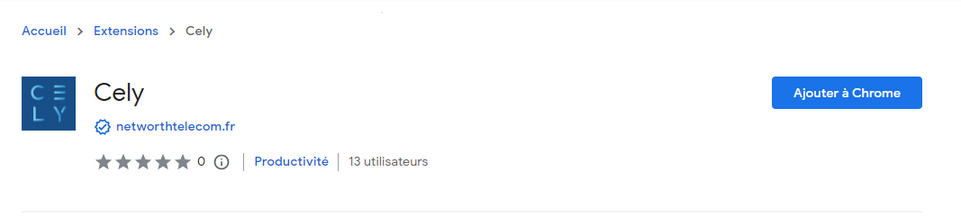 Accueil > Extensions > Cely
C E
L Y
Cely
Ajouter à Chrome
networthtelecom.fr
0 Productivité 13 utilisateurs